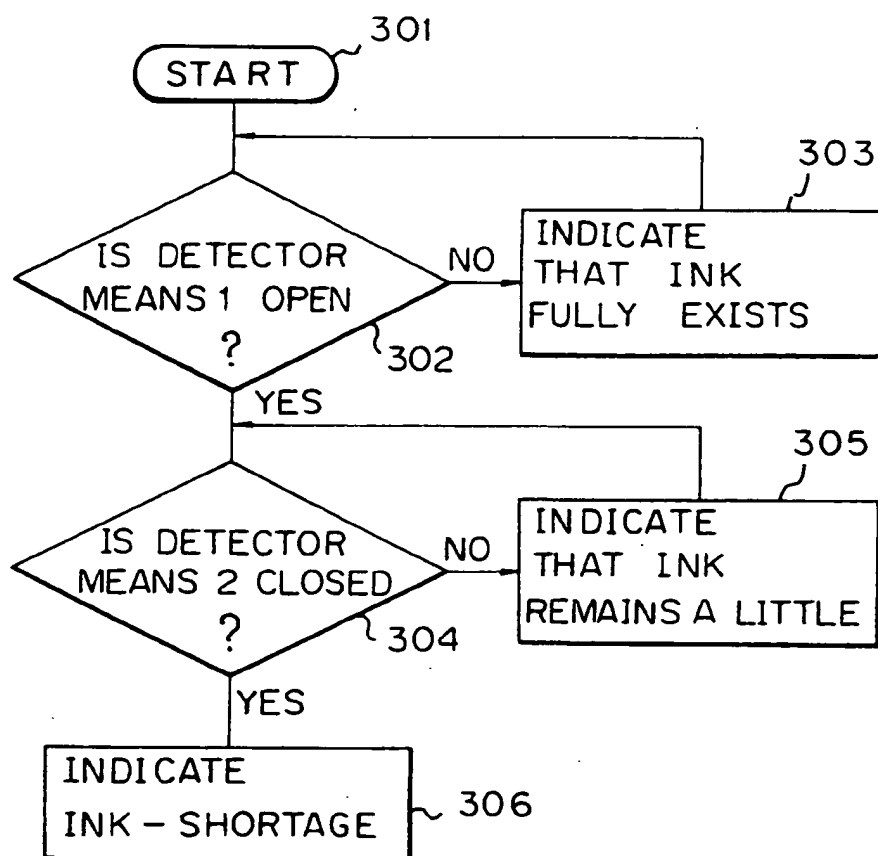 301
START
303
INDICATE
THAT INK
FULLY EXISTS
IS DETECTOR
MEANS 1 OPEN
?
NO
302
YES
305
INDICATE
THAT INK
REMAINS A LITTLE
IS DETECTOR
MEANS 2 CLOSED
?
NO
304
YES
INDICATE
INK-SHORTAGE
306